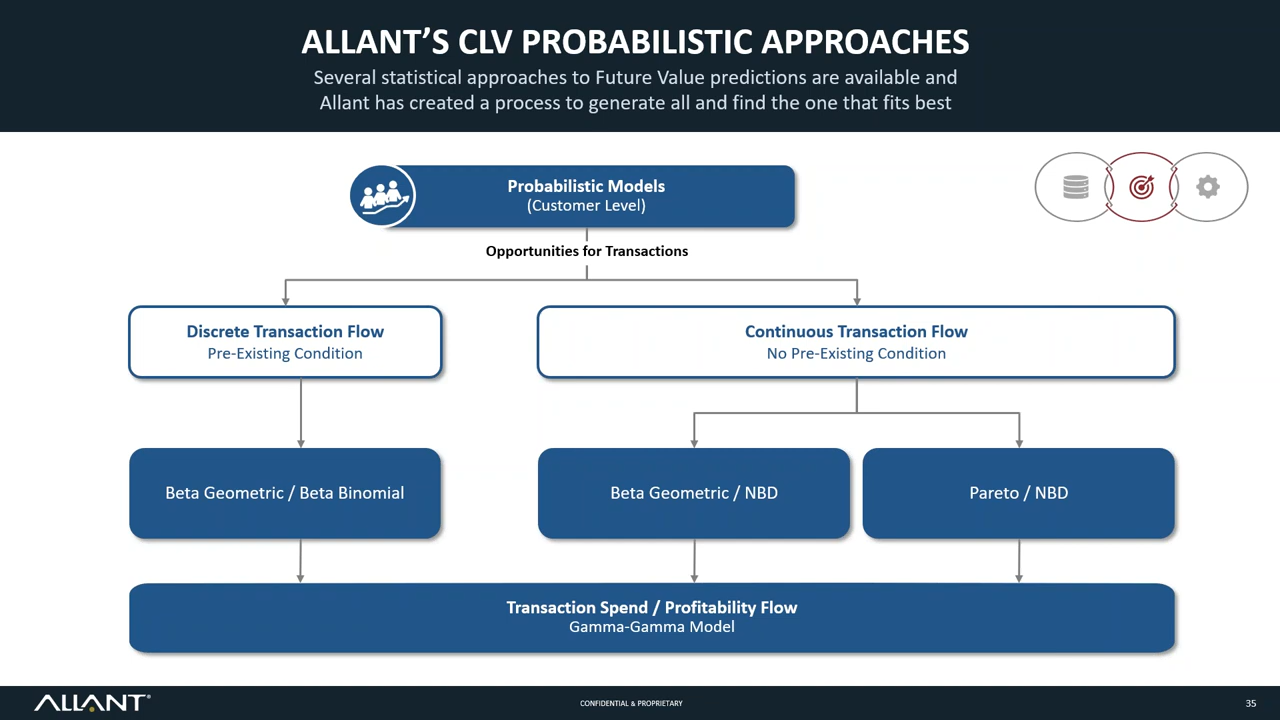 ALLANT’S CLV PROBABILISTIC APPROACHES
Several statistical approaches to Future Value predictions are available and
Allant has created a process to generate all and find the one that fits best
Probabilistic Models
(Customer Level)
Opportunities for Transactions
Discrete Transaction Flow
Pre-Existing Condition
Continuous Transaction Flow
No Pre-Existing Condition
Beta Geometric / Beta Binomial
Beta Geometric / NBD
Pareto / NBD
Transaction Spend / Profitability Flow
Gamma-Gamma Model
ALLANT®
CONFIDENTIAL & PROPRIETARY
35